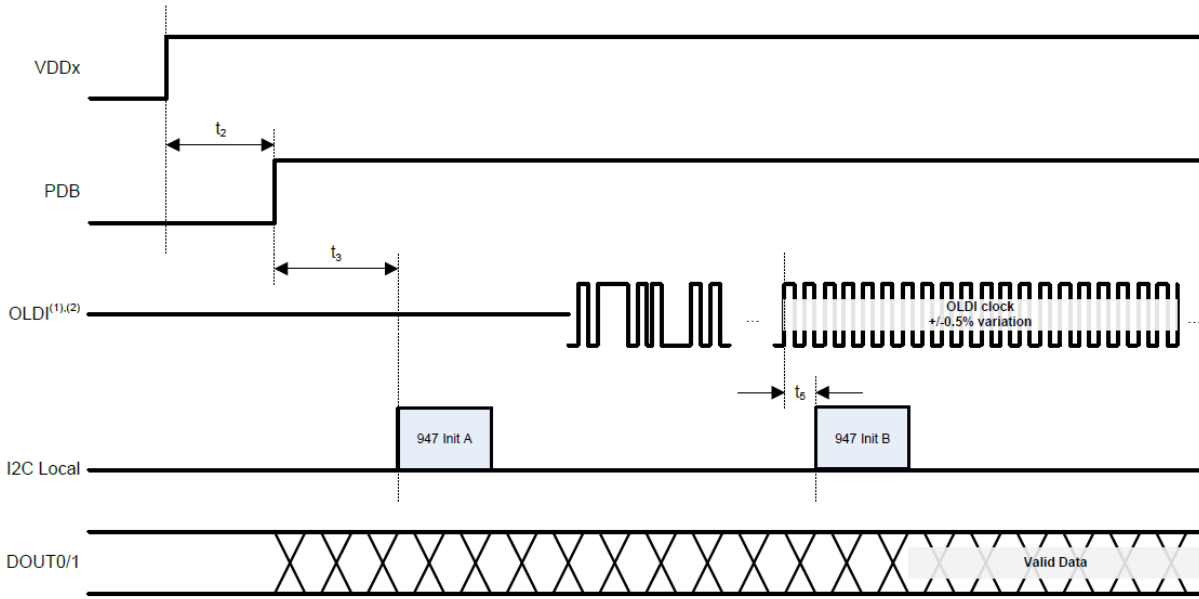 VDDx
t₂
PDB
t₃
OLDI⁽¹⁾,⁽²⁾
...
OLDI clock
+/-0.5% variation
...
t₅
947 Init A
947 Init B
I2C Local
DOUT0/1
Valid Data